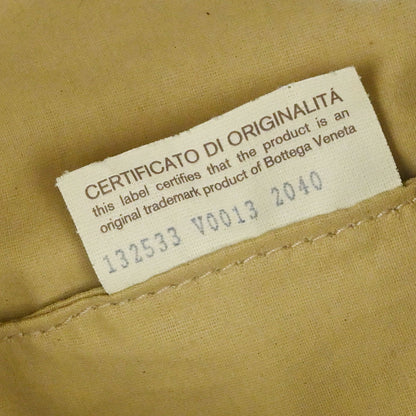 CERTIFICATO DI ORIGINALITÁ
this label certifies that the product is an
original trademark product of Bottega Veneta
132533 V0013 2040